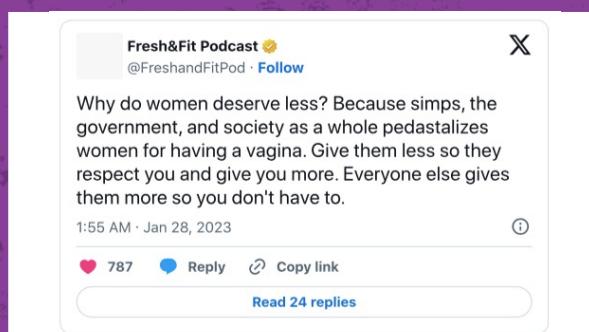 Fresh&Fit Podcast
@FreshandFitPod · Follow
Why do women deserve less? Because simps, the
government, and society as a whole pedastalizes
women for having a vagina. Give them less so they
respect you and give you more. Everyone else gives
them more so you don't have to.
1:55 AM · Jan 28, 2023
787 Reply Copy link
Read 24 replies